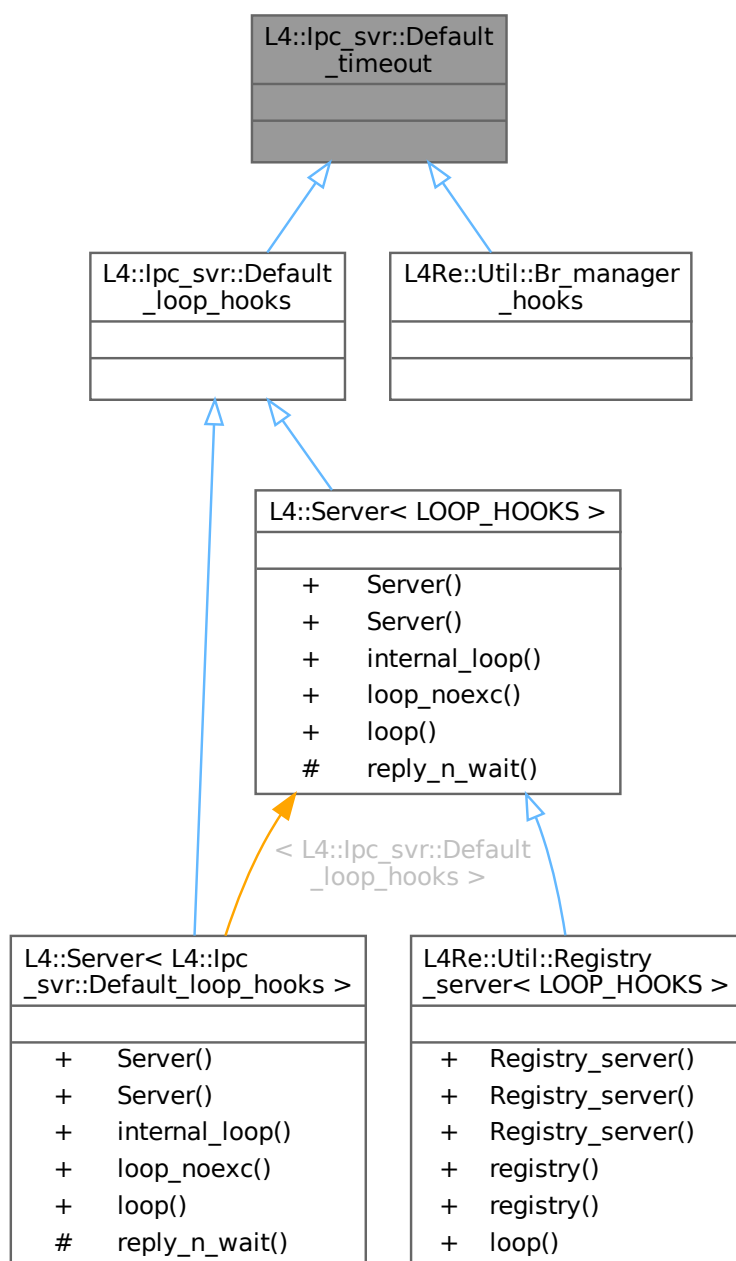 L4::Ipc_svr::Default
_timeout
L4::Ipc_svr::Default
_loop_hooks
L4Re::Util::Br_manager
_hooks
L4::Server< LOOP_HOOKS >
+ Server()
+ Server()
+ internal_loop()
+ loop_noexc()
+ loop()
# reply_n_wait()
< L4::Ipc_svr::Default
_loop_hooks >
L4::Server< L4::Ipc
_svr::Default_loop_hooks >
+ Server()
+ Server()
+ internal_loop()
+ loop_noexc()
+ loop()
# reply_n_wait()
L4Re::Util::Registry
_server< LOOP_HOOKS >
+ Registry_server()
+ Registry_server()
+ Registry_server()
+ registry()
+ registry()
+ loop()